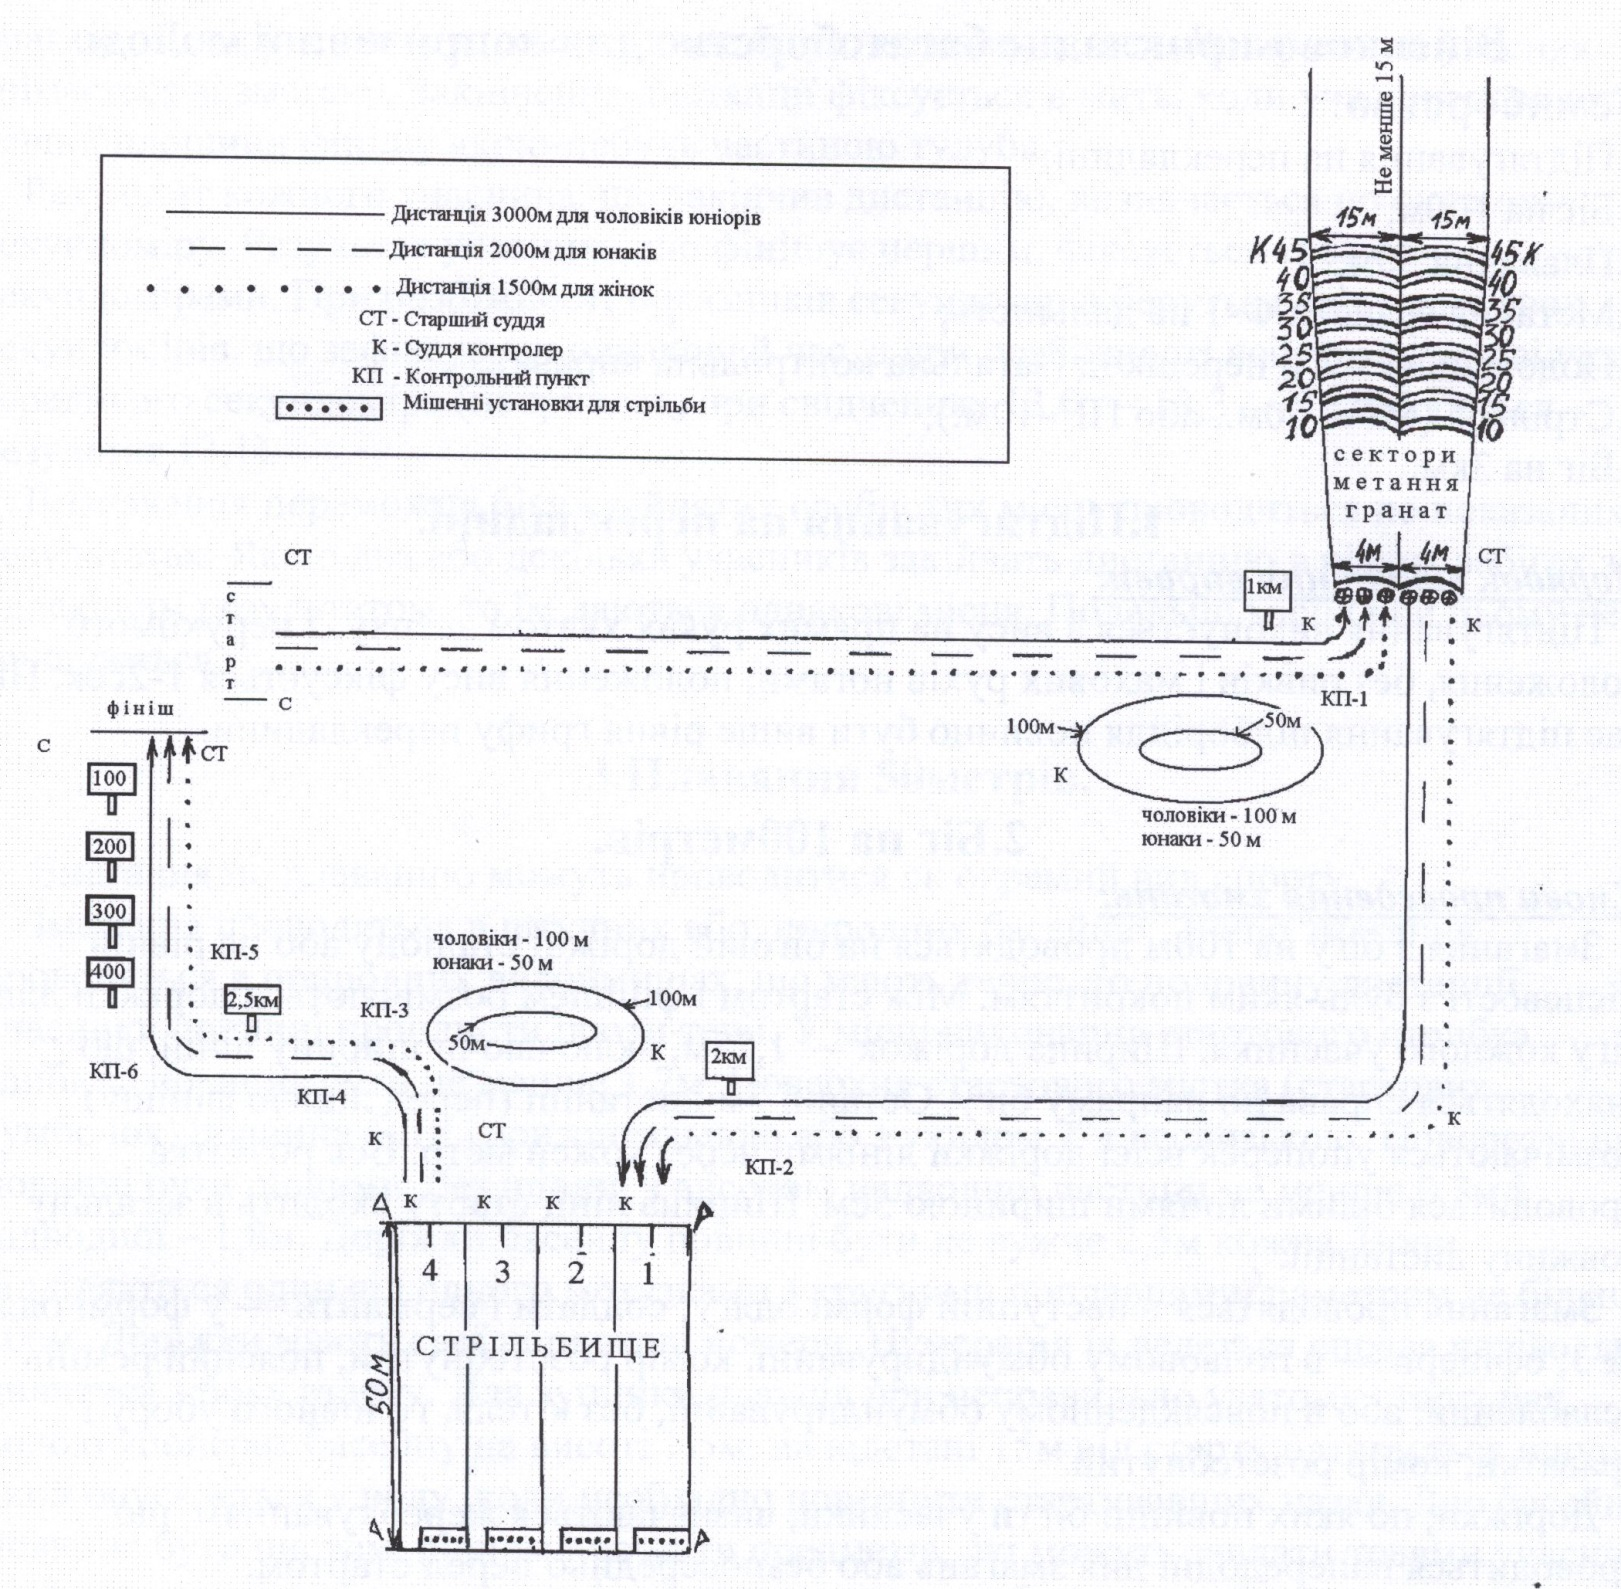 Не менше 15 м
Дистанція 3000м для чоловіків юніорів
Дистанція 2000м для юнаків
Дистанція 1500м для жінок
СТ - Старший суддя
К - Суддя контролер
КП - Контрольний пункт
Мішенні установки для стрільби
15м 15м
К45 45К
40 40
35 35
30 30
25 25
20 20
15 15
10 10
сектори
метання
гранат
4м 4м
СТ
СТ
старт
С
1км
К
К
КП-1
фініш
С
СТ
100
200
300
400
100м
50м
К
чоловіки - 100 м
юнаки - 50 м
чоловіки - 100 м
юнаки - 50 м
КП-5
2,5км
КП-3
100м
50м
К
2км
КП-6
КП-4
К
СТ
К
КП-2
К К К К
4 3 2 1
СТРІЛЬБИЩЕ
50м